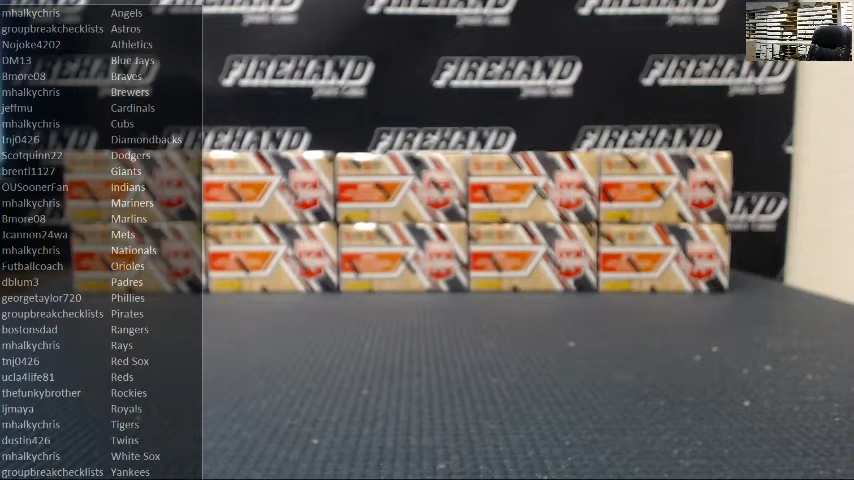 mhalkychris Angels
groupbreakchecklists Astros
Nojoke4202 Athletics
DM13 Blue Jays
Bmore08 Braves
mhalkychris Brewers
jeffmu Cardinals
mhalkychris Cubs
tnj0426 Diamondbacks
Scotquinn22 Dodgers
brentl1127 Giants
OUSoonerFan Indians
mhalkychris Mariners
Bmore08 Marlins
Jcannon24wa Mets
mhalkychris Nationals
Futballcoach Orioles
dblum3 Padres
georgetaylor720 Phillies
groupbreakchecklists Pirates
bostonsdad Rangers
mhalkychris Rays
tnj0426 Red Sox
ucla4life81 Reds
thefunkybrother Rockies
ljmaya Royals
mhalkychris Tigers
dustin426 Twins
mhalkychris White Sox
groupbreakchecklists Yankees
FIREHAND
FIREHAND
FIREHAND
FIREHAND
FIREHAND
FIREHAND